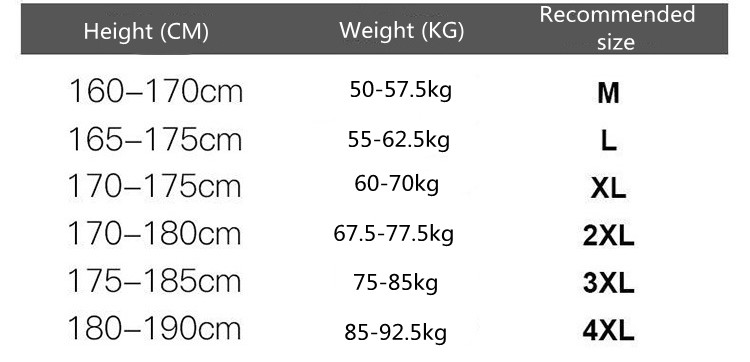 Height (CM) Weight (KG) Recommended size
160-170cm 50-57.5kg M
165-175cm 55-62.5kg L
170-175cm 60-70kg XL
170-180cm 67.5-77.5kg 2XL
175-185cm 75-85kg 3XL
180-190cm 85-92.5kg 4XL